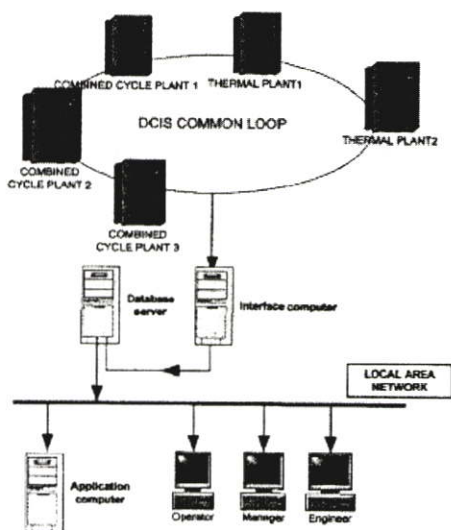 COMBINED CYCLE PLANT 1
THERMAL PLANT1
DCIS COMMON LOOP
THERMAL PLANT2
COMBINED
CYCLE PLANT 2
COMBINED
CYCLE PLANT 3
Database
server
Interface computer
LOCAL AREA
NETWORK
Application
computer
Operator
Manager
Engineer